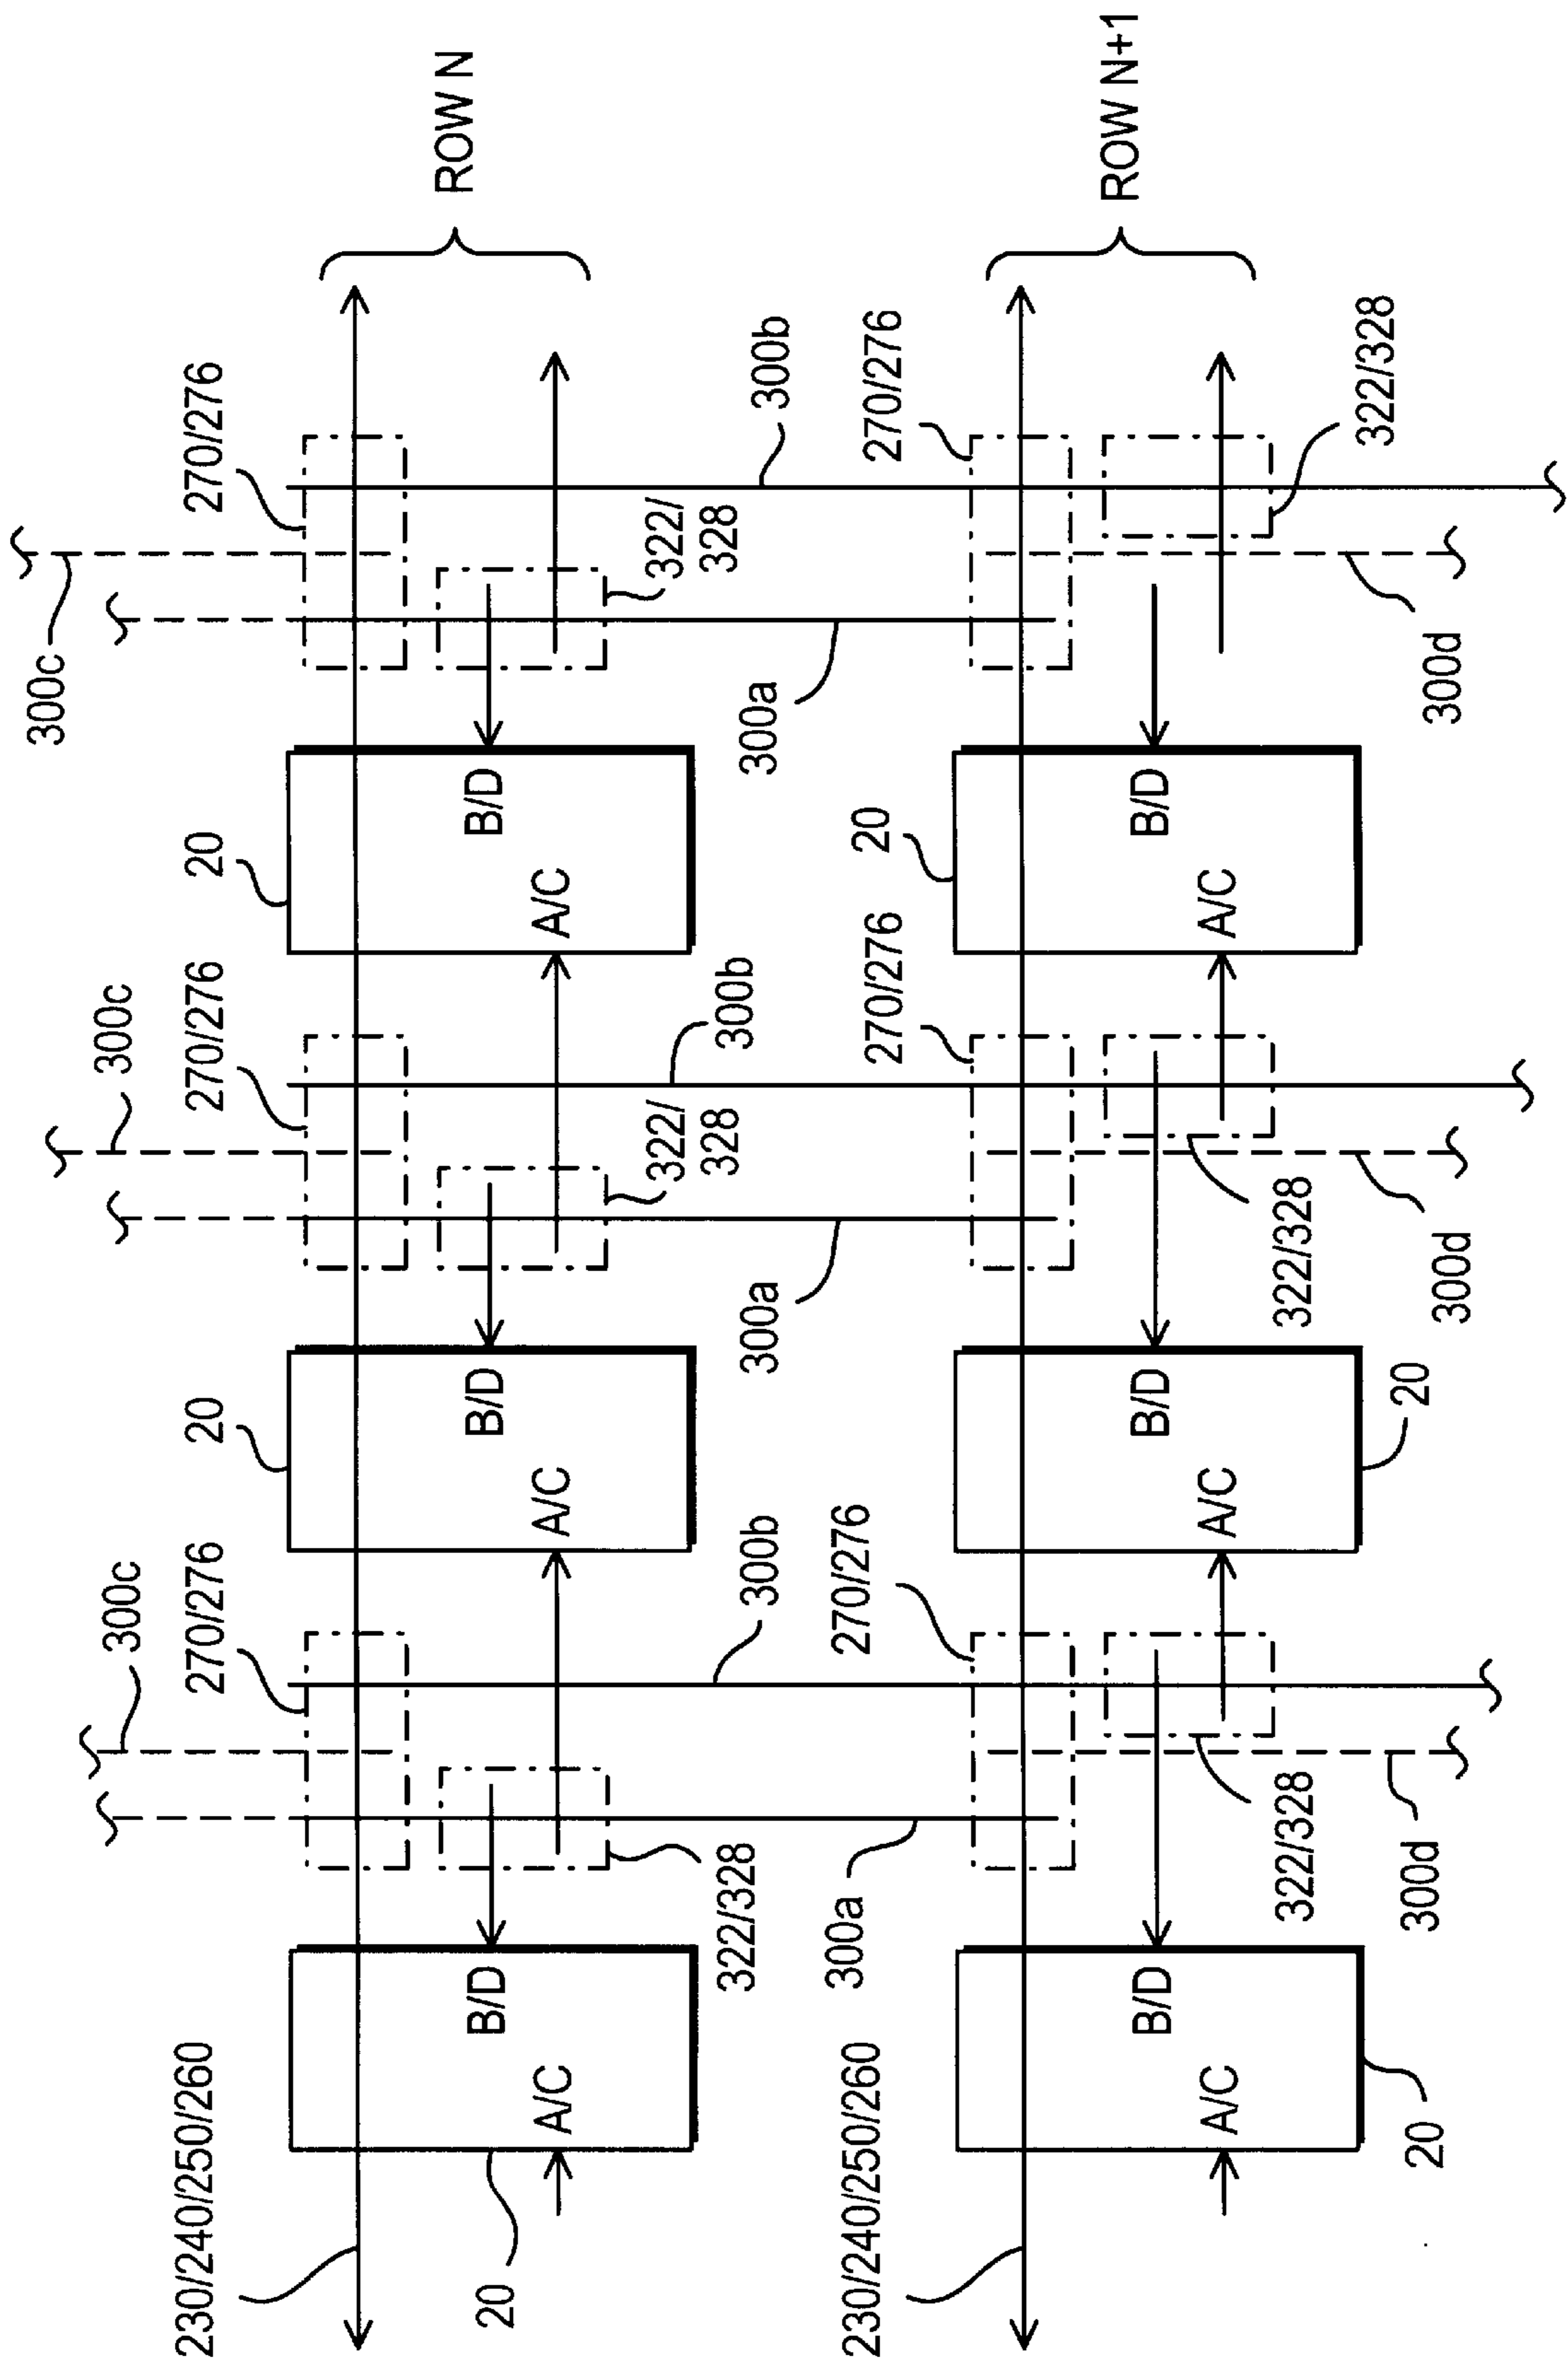 300c
300c
300c
230/240/250/260
270/276
20
270/276
20
270/276
ROW N
B/D
B/D
B/D
20
A/C
A/C
A/C
322/
328
322/
328
322/328
300b
300a
300b
300a
300b
230/240/250/260
300a
270/276
270/276
20
270/276
ROW N+1
B/D
B/D
B/D
A/C
A/C
A/C
322/328
322/328
322/328
20
300d
20
300d
300d